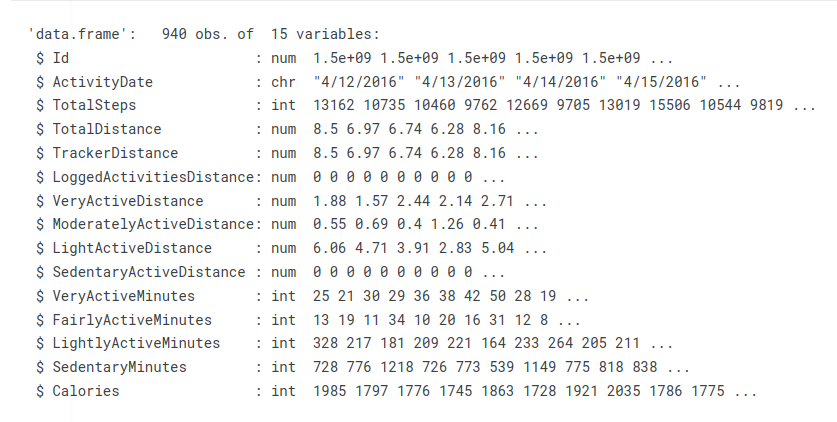 'data.frame':   940 obs. of  15 variables:
 $ Id                      : num  1.5e+09 1.5e+09 1.5e+09 1.5e+09 1.5e+09 ...
 $ ActivityDate            : chr  "4/12/2016" "4/13/2016" "4/14/2016" "4/15/2016" ...
 $ TotalSteps              : int  13162 10735 10460 9762 12669 9705 13019 15506 10544 9819 ...
 $ TotalDistance           : num  8.5 6.97 6.74 6.28 8.16 ...
 $ TrackerDistance         : num  8.5 6.97 6.74 6.28 8.16 ...
 $ LoggedActivitiesDistance: num  0 0 0 0 0 0 0 0 0 0 ...
 $ VeryActiveDistance      : num  1.88 1.57 2.44 2.14 2.71 ...
 $ ModeratelyActiveDistance: num  0.55 0.69 0.4 1.26 0.41 ...
 $ LightActiveDistance     : num  6.06 4.71 3.91 2.83 5.04 ...
 $ SedentaryActiveDistance : num  0 0 0 0 0 0 0 0 0 0 ...
 $ VeryActiveMinutes       : int  25 21 30 29 36 38 42 50 28 19 ...
 $ FairlyActiveMinutes     : int  13 19 11 34 10 20 16 31 12 8 ...
 $ LightlyActiveMinutes    : int  328 217 181 209 221 164 233 264 205 211 ...
 $ SedentaryMinutes        : int  728 776 1218 726 773 539 1149 775 818 838 ...
 $ Calories                : int  1985 1797 1776 1745 1863 1728 1921 2035 1786 1775 ...